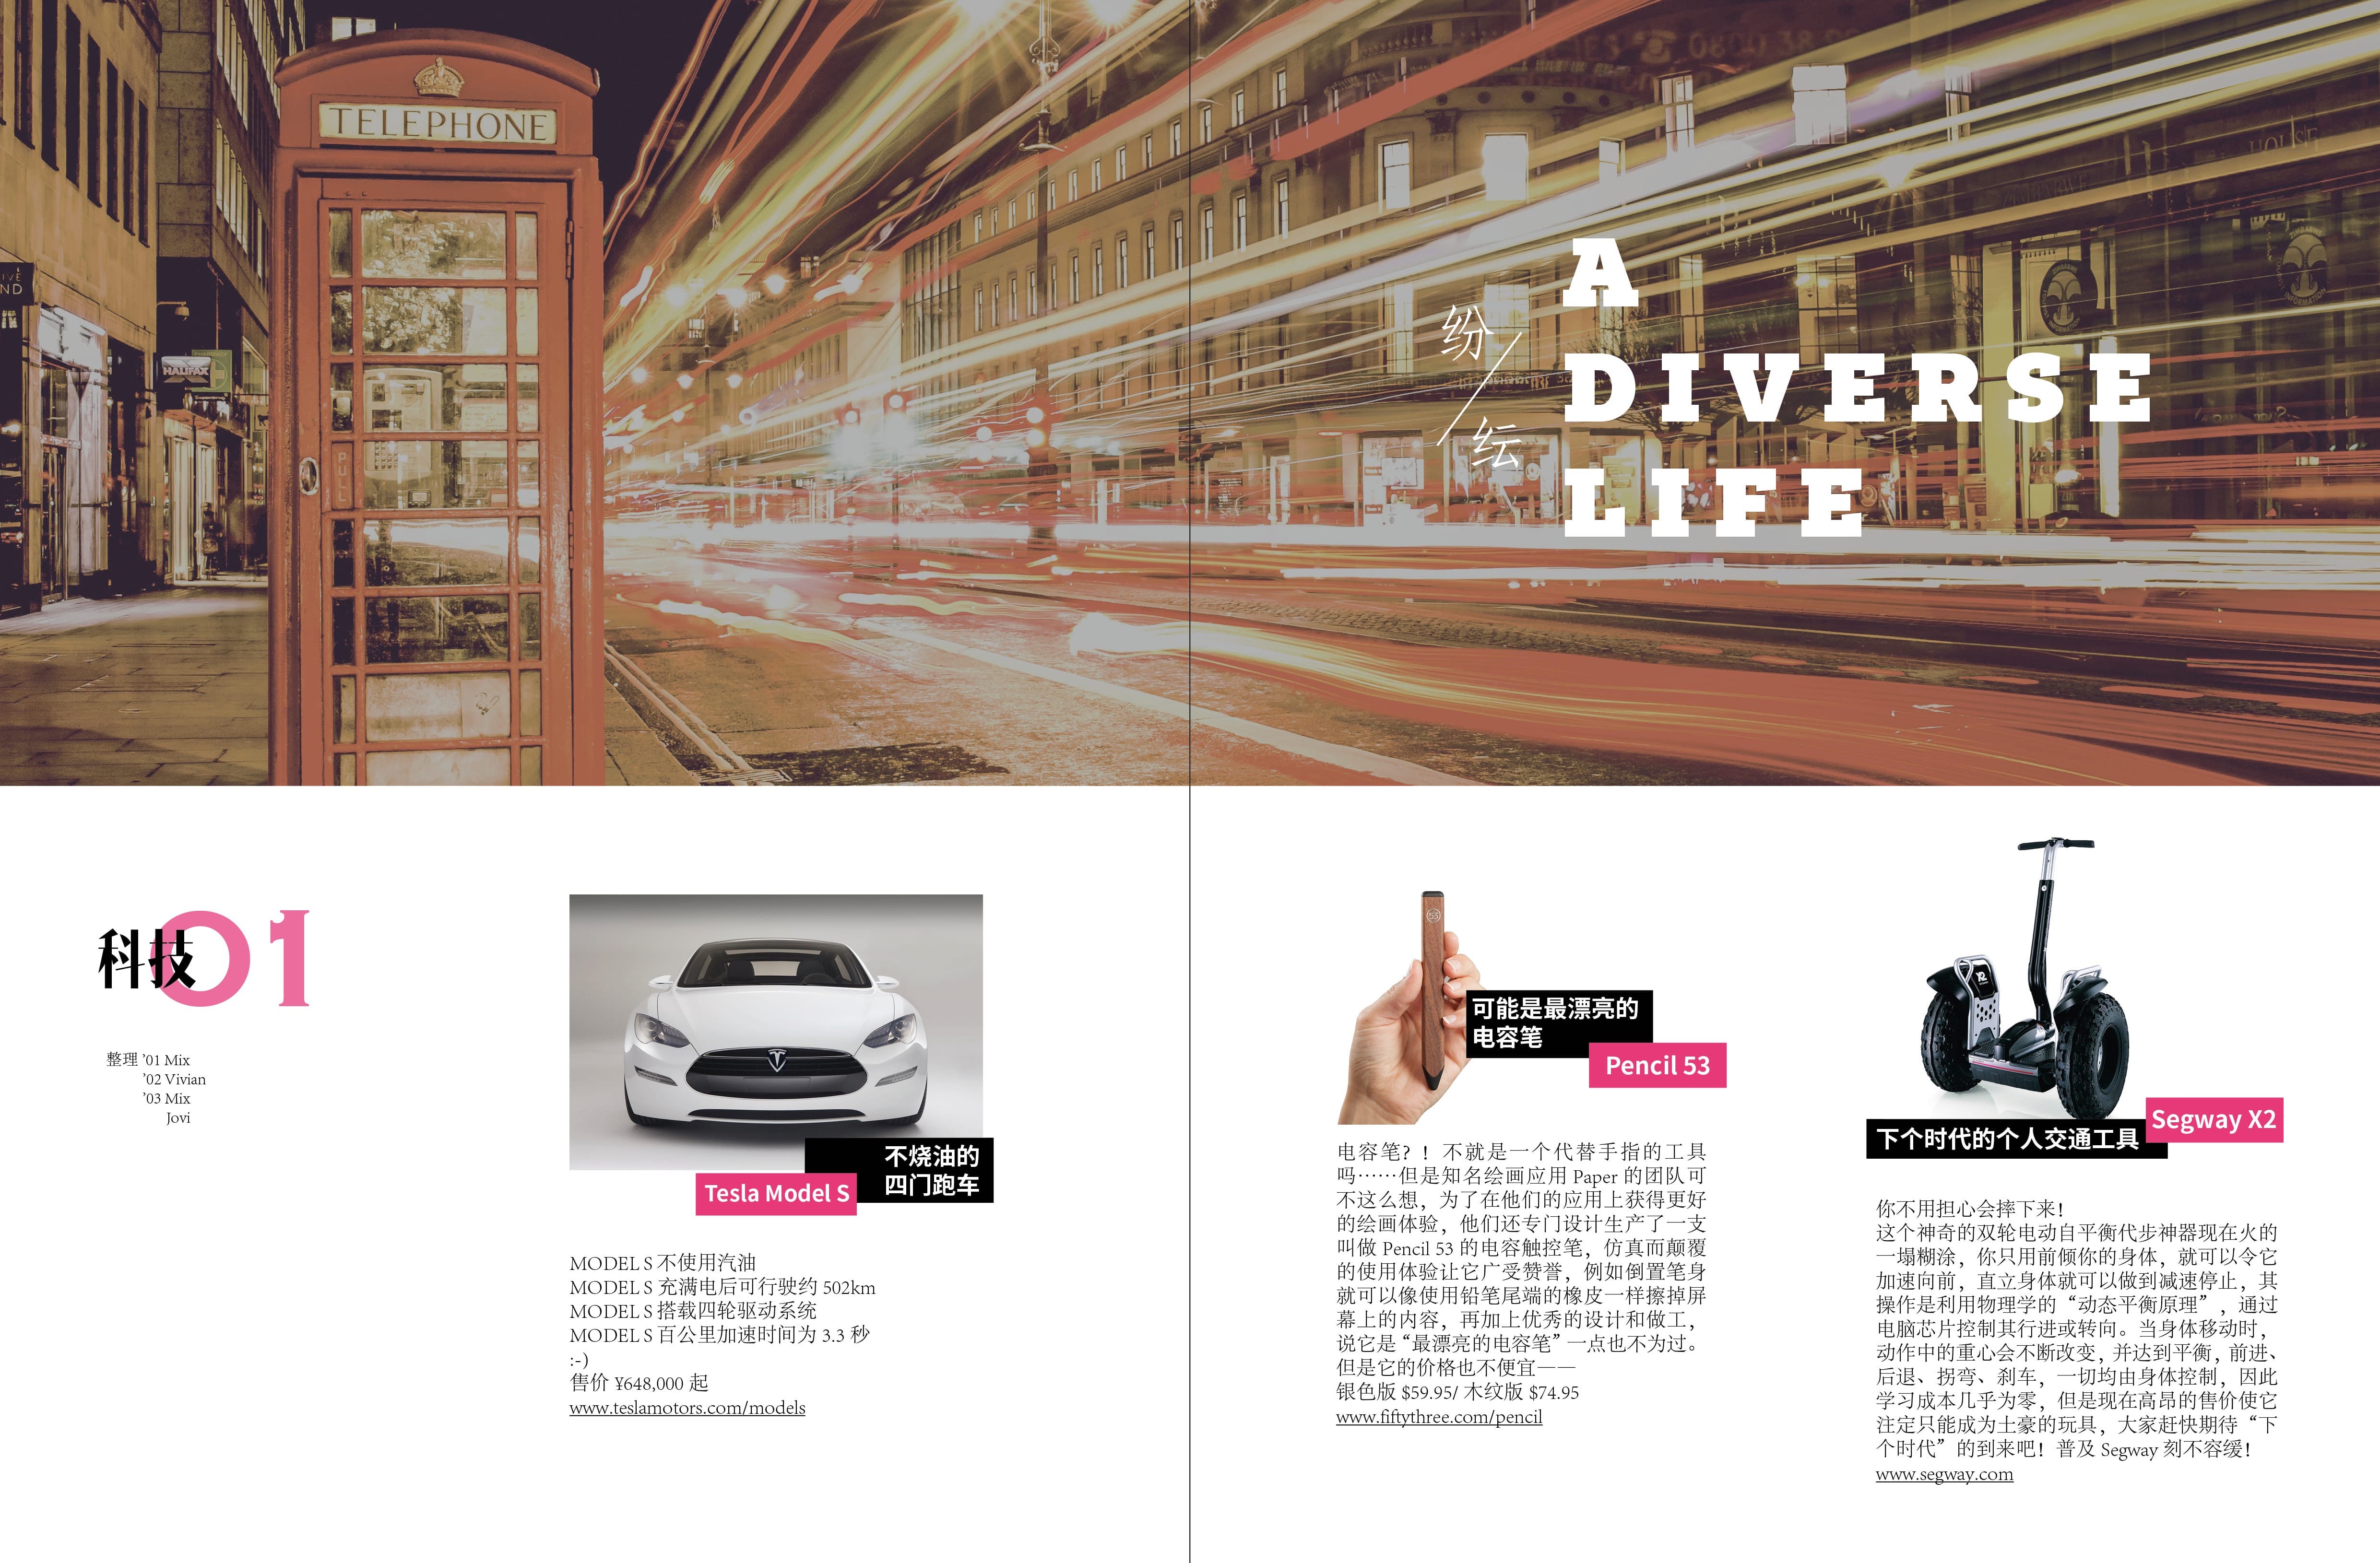 TELEPHONE
HALIFAX
PULL
A
DIVERSE
LIFE
纷
纭
科技
01
整理 ’01 Mix
’02 Vivian
’03 Mix
Jovi
不烧油的
四门跑车
Tesla Model S
MODEL S 不使用汽油
MODEL S 充满电后可行驶约 502km
MODEL S 搭载四轮驱动系统
MODEL S 百公里加速时间为 3.3 秒
:-)
售价 ¥648,000 起
www.teslamotors.com/models
53
可能是最漂亮的
电容笔
Pencil 53
电容笔?！不就是一个代替手指的工具
吗……但是知名绘画应用 Paper 的团队可
不这么想，为了在他们的应用上获得更好
的绘画体验，他们还专门设计生产了一支
叫做 Pencil 53 的电容触控笔，仿真而颠覆
的使用体验让它广受赞誉，例如倒置笔身
就可以像使用铅笔尾端的橡皮一样擦掉屏
幕上的内容，再加上优秀的设计和做工，
说它是“最漂亮的电容笔”一点也不为过。
但是它的价格也不便宜——
银色版 $59.95/ 木纹版 $74.95
www.fiftythree.com/pencil
X2
Segway X2
下个时代的个人交通工具
你不用担心会摔下来！
这个神奇的双轮电动自平衡代步神器现在火的
一塌糊涂，你只用前倾你的身体，就可以令它
加速向前，直立身体就可以做到减速停止，其
操作是利用物理学的“动态平衡原理”，通过
电脑芯片控制其行进或转向。当身体移动时，
动作中的重心会不断改变，并达到平衡，前进、
后退、拐弯、刹车，一切均由身体控制，因此
学习成本几乎为零，但是现在高昂的售价使它
注定只能成为土豪的玩具，大家赶快期待“下
个时代”的到来吧！普及 Segway 刻不容缓！
www.segway.com